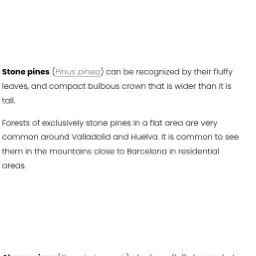 Stone pines (Pinus pinea) can be recognized by their fluffy
leaves, and compact bulbous crown that is wider than it is
tall.
Forests of exclusively stone pines in a flat area are very
common around Valladolid and Huelva. It is common to see
them in the mountains close to Barcelona in residential
areas.